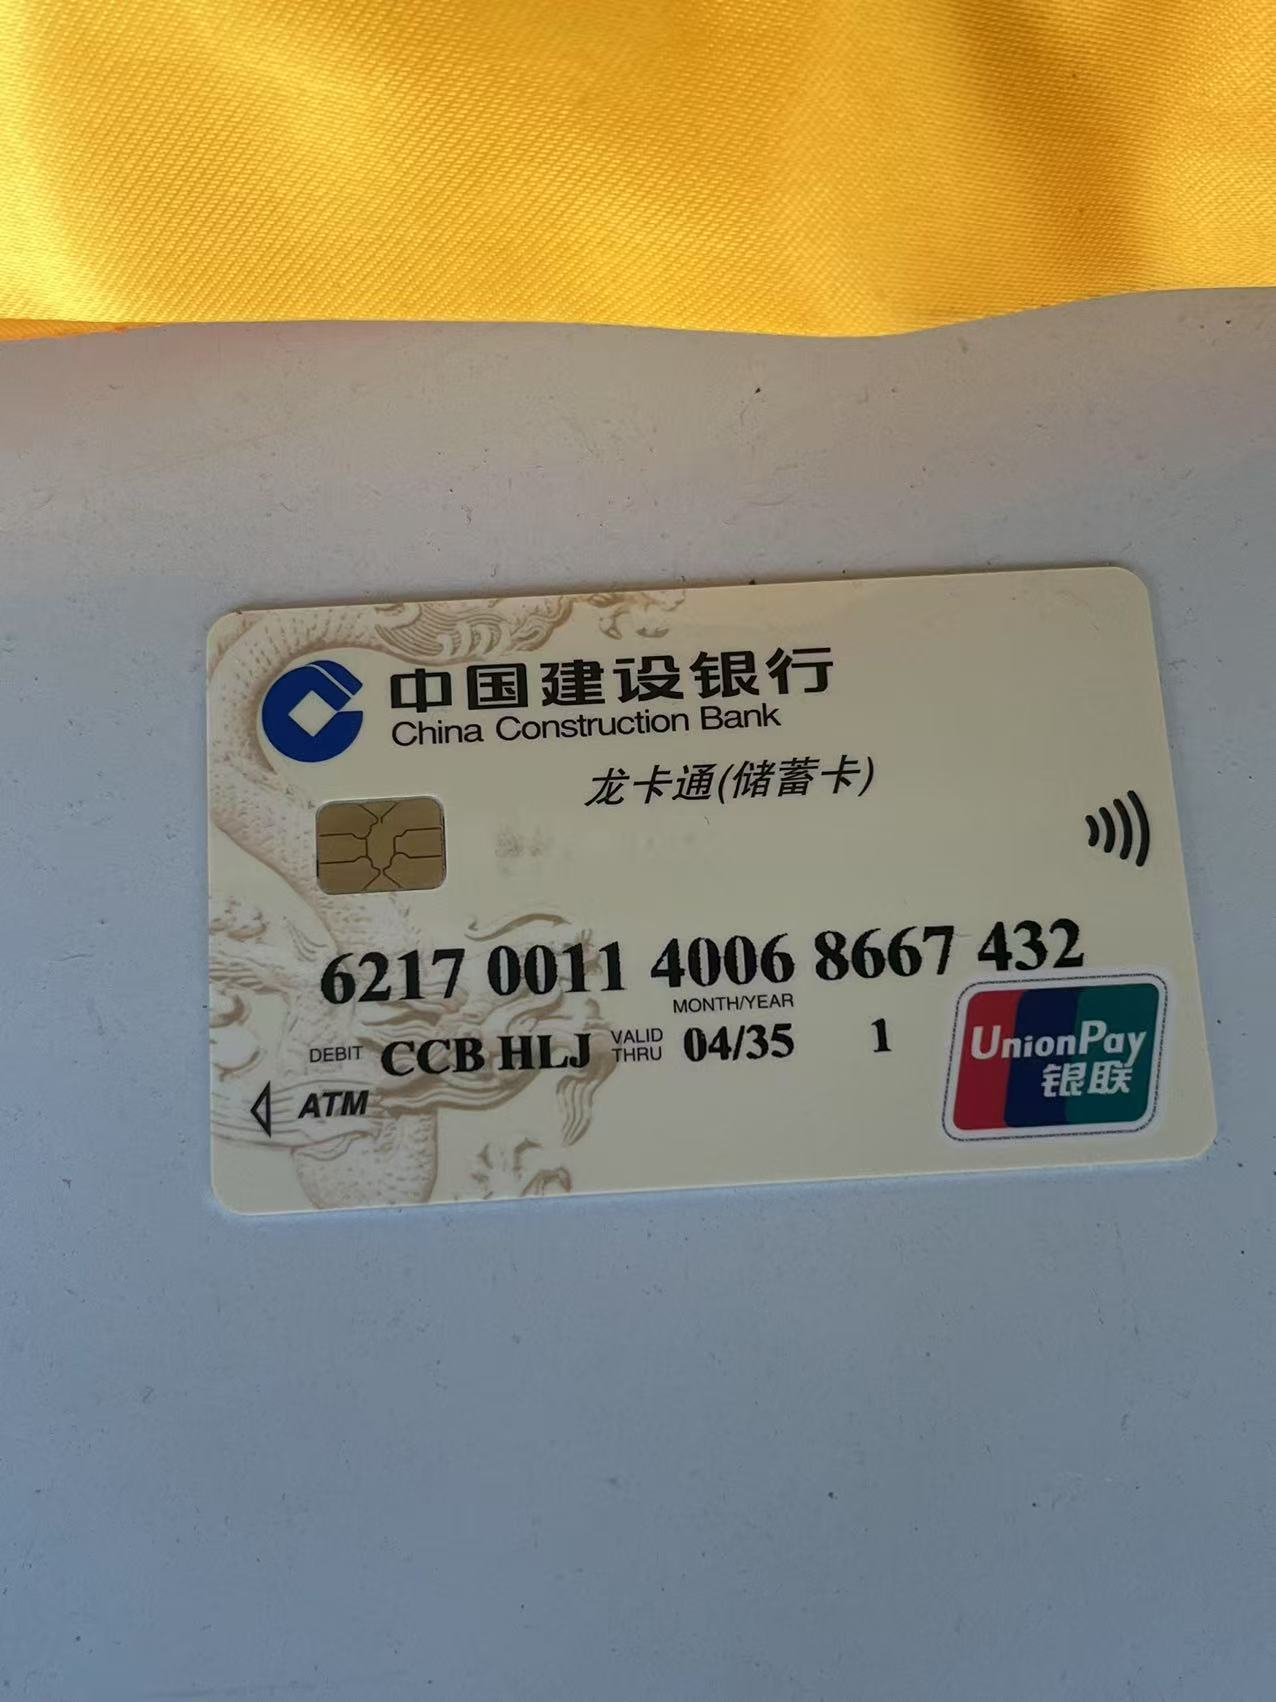 中国建设银行
China Construction Bank
龙卡通(储蓄卡)
6217 0011 4006 8667 432
MONTH/YEAR
DEBIT CCB HLJ VALID THRU 04/35 1
UnionPay
银联
ATM